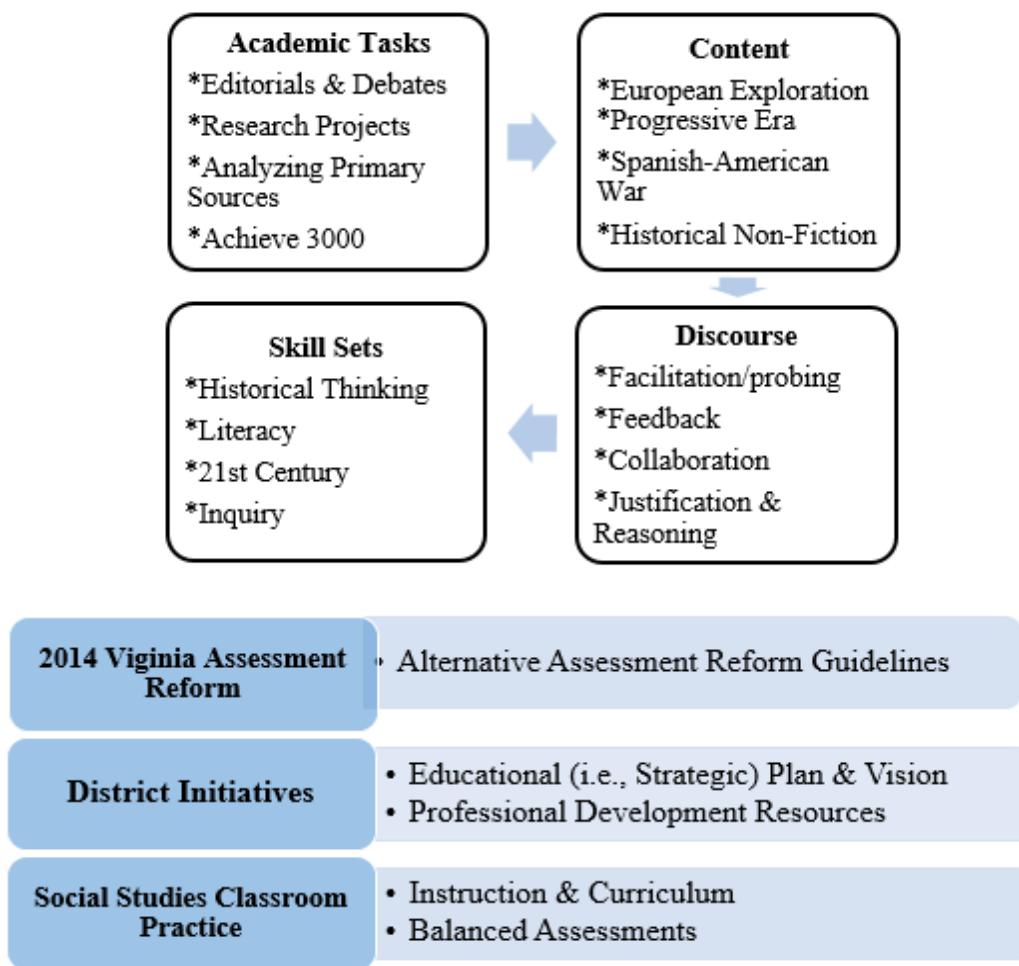 Academic Tasks
*Editorials & Debates
*Research Projects
*Analyzing Primary
Sources
*Achieve 3000
Content
*European Exploration
*Progressive Era
*Spanish-American
War
*Historical Non-Fiction
Discourse
*Facilitation/probing
*Feedback
*Collaboration
*Justification &
Reasoning
Skill Sets
*Historical Thinking
*Literacy
*21st Century
*Inquiry
2014 Viginia Assessment
Reform
• Alternative Assessment Reform Guidelines
District Initiatives
• Educational (i.e., Strategic) Plan & Vision
• Professional Development Resources
Social Studies Classroom
Practice
• Instruction & Curriculum
• Balanced Assessments